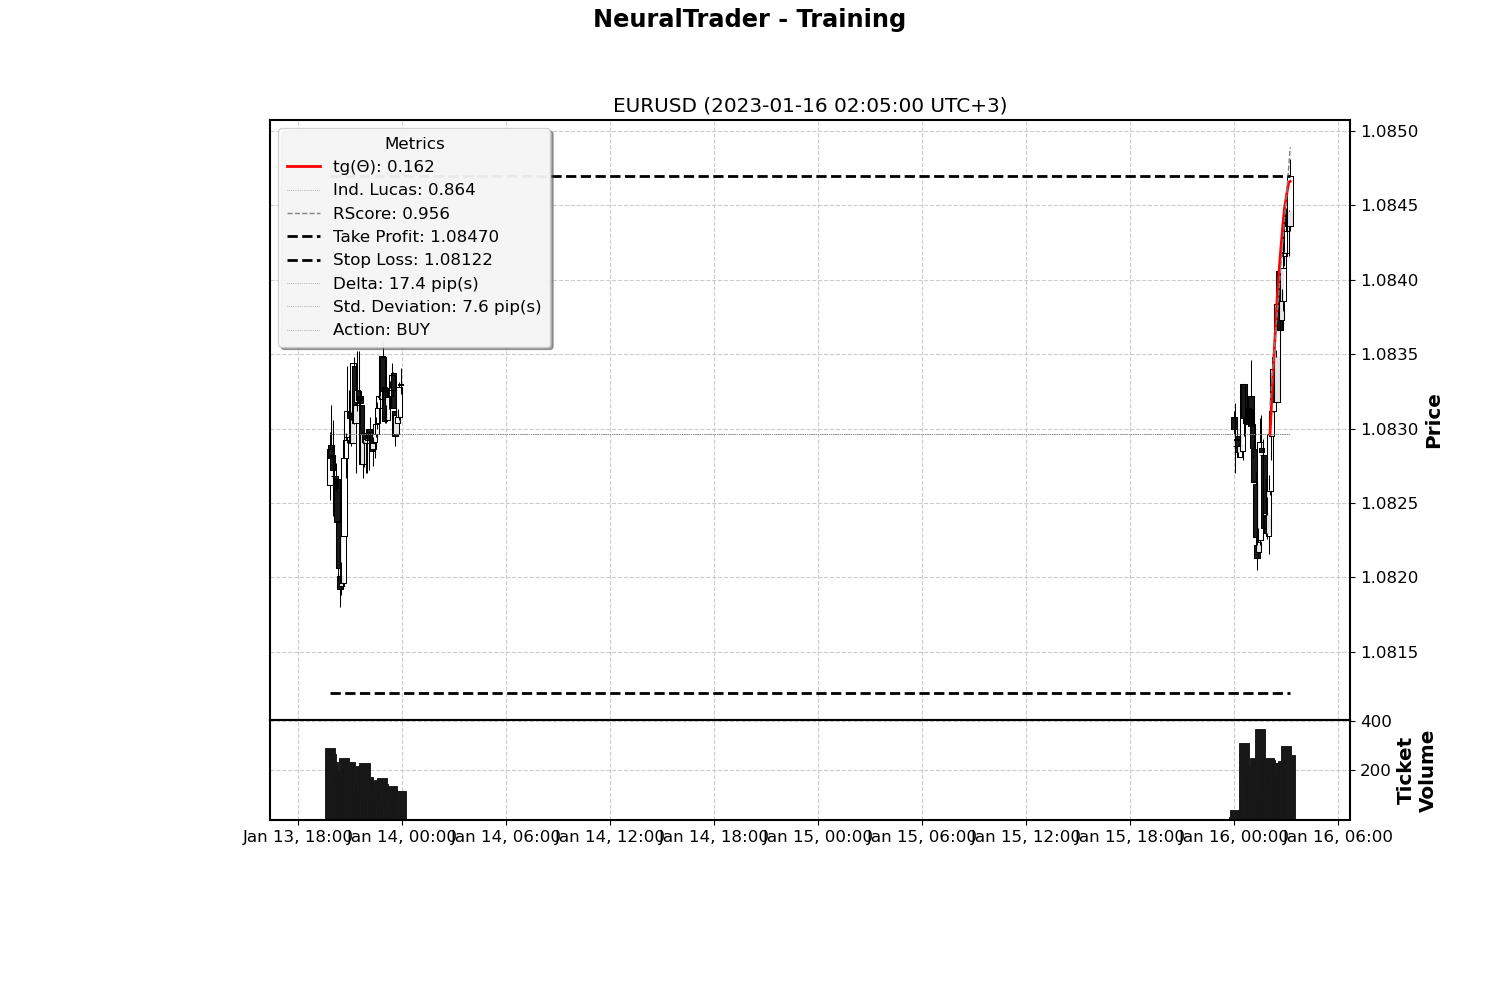 NeuralTrader - Training
EURUSD (2023-01-16 02:05:00 UTC+3)
Metrics
tg(Θ): 0.162
Ind. Lucas: 0.864
RScore: 0.956
Take Profit: 1.08470
Stop Loss: 1.08122
Delta: 17.4 pip(s)
Std. Deviation: 7.6 pip(s)
Action: BUY
1.0850
1.0845
1.0840
1.0835
1.0830
1.0825
1.0820
1.0815
Price
400
200
Ticket
Volume
Jan 13, 18:00 Jan 14, 00:00 Jan 14, 06:00 Jan 14, 12:00 Jan 14, 18:00 Jan 15, 00:00 Jan 15, 06:00 Jan 15, 12:00 Jan 15, 18:00 Jan 16, 00:00 Jan 16, 06:00